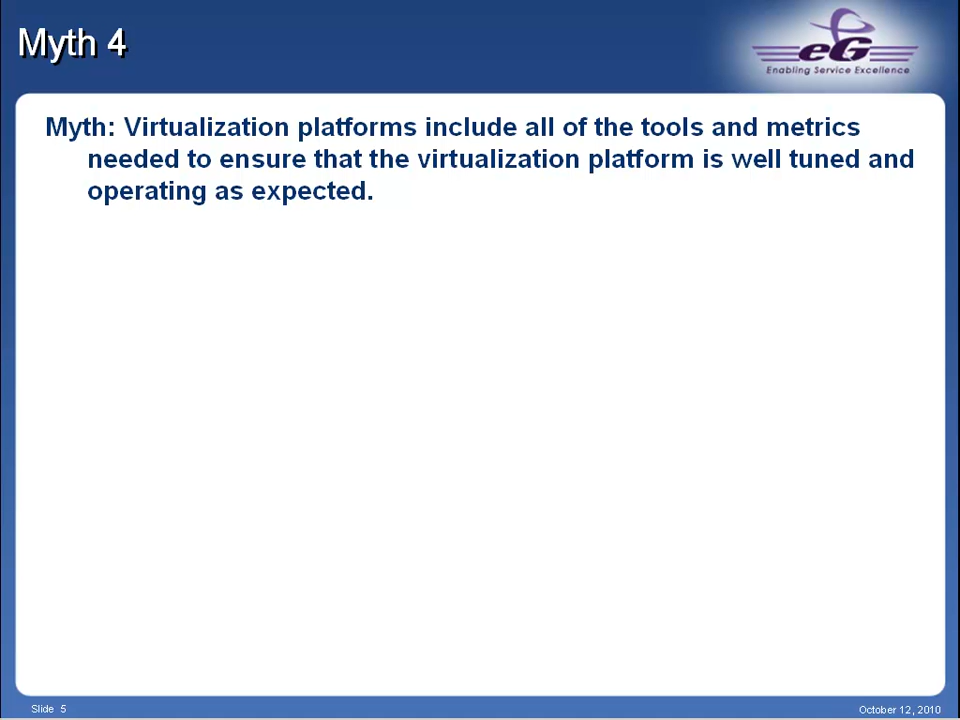 Myth 4
eG
Enabling Service Excellence
Myth: Virtualization platforms include all of the tools and metrics
needed to ensure that the virtualization platform is well tuned and
operating as expected.
Slide 5
October 12, 2010